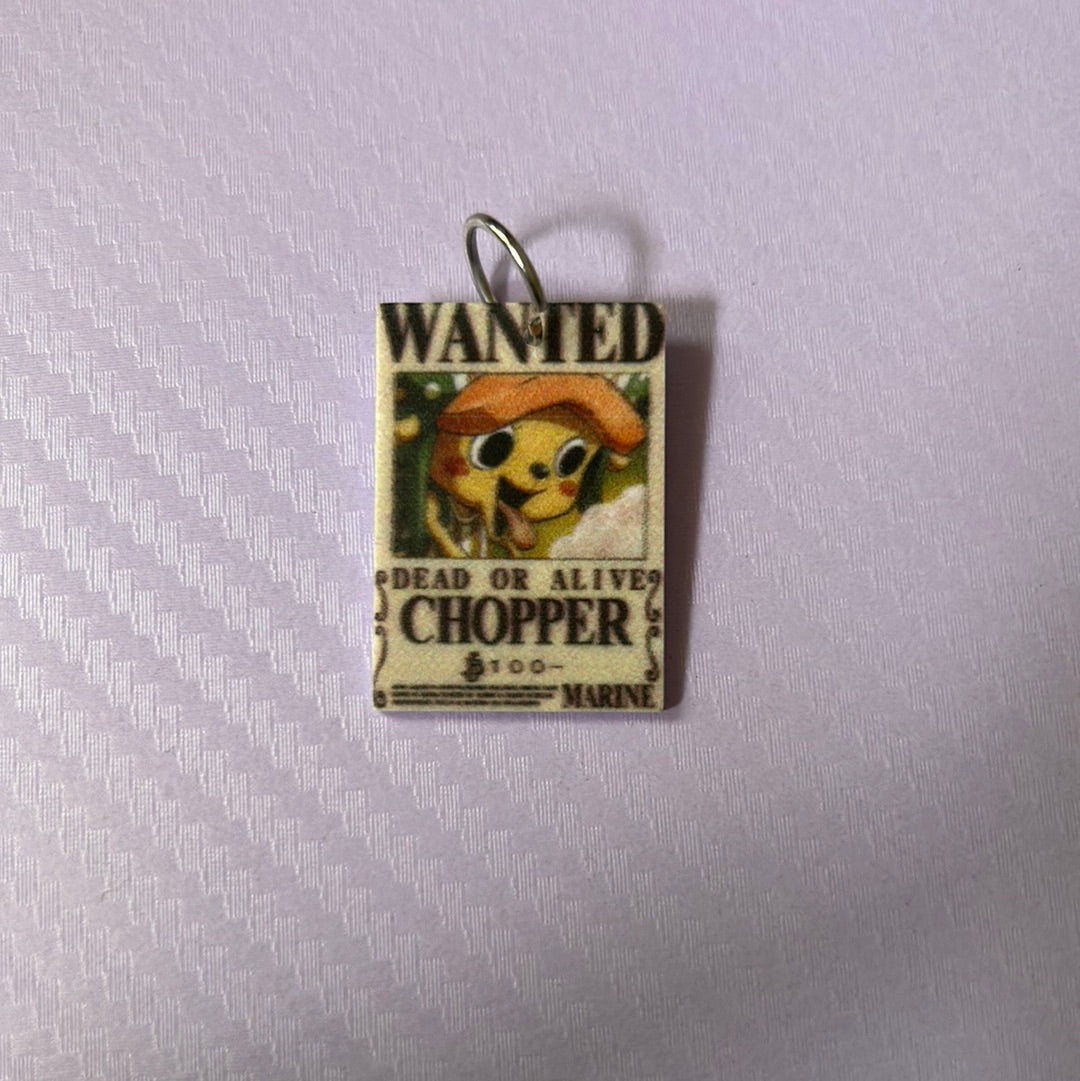 WANTED
DEAD OR ALIVE
CHOPPER
฿100-
MARINE